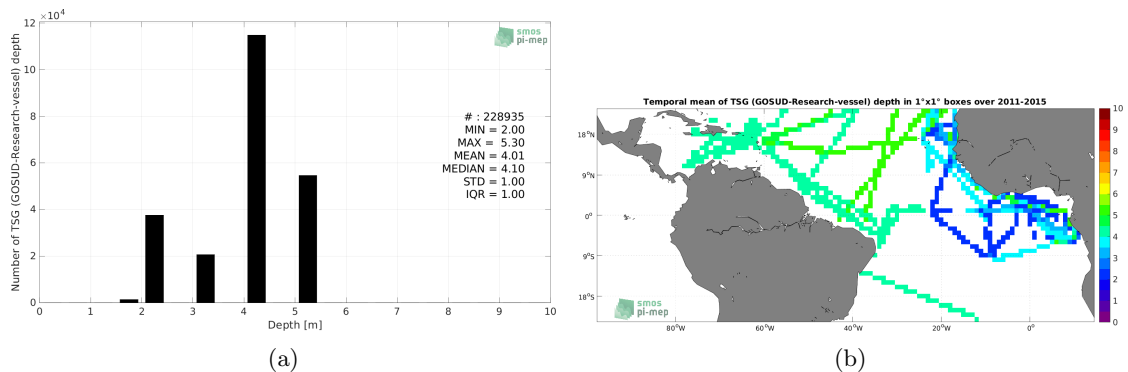 ×10⁴
12
10
8
6
4
2
0
Number of TSG (GOSUD-Research-vessel) depth
smos
pi-mep
# : 228935
MIN = 2.00
MAX = 5.30
MEAN = 4.01
MEDIAN = 4.10
STD = 1.00
IQR = 1.00
0 1 2 3 4 5 6 7 8 9 10
Depth [m]
(a)
Temporal mean of TSG (GOSUD-Research-vessel) depth in 1°x1° boxes over 2011-2015
18°N
9°N
0°
9°S
18°S
smos
pi-mep
80°W 60°W 40°W 20°W 0°
10
9
8
7
6
5
4
3
2
1
0
(b)